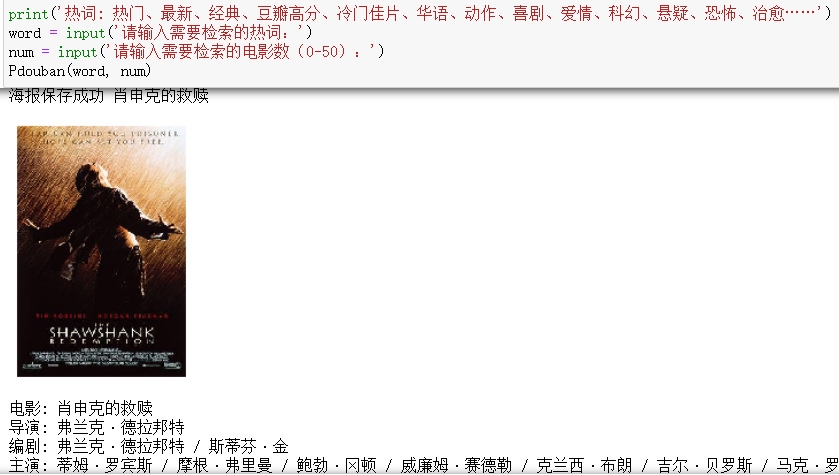 print('热词: 热门、最新、经典、豆瓣高分、冷门佳片、华语、动作、喜剧、爱情、科幻、悬疑、恐怖、治愈……')
word = input('请输入需要检索的热词：')
num = input('请输入需要检索的电影数（0-50）：')
Pdouban(word, num)
海报保存成功 肖申克的救赎
FEAR CAN HOLD YOU PRISONER
HOPE CAN SET YOU FREE.
TIM ROBBINS MORGAN FREEMAN
THE
SHAWSHANK
REDEMPTION
电影: 肖申克的救赎
导演: 弗兰克·德拉邦特
编剧: 弗兰克·德拉邦特 / 斯蒂芬·金
主演: 蒂姆·罗宾斯 / 摩根·弗里曼 / 鲍勃·冈顿 / 威廉姆·赛德勒 / 克兰西·布朗 / 吉尔·贝罗斯 / 马克·